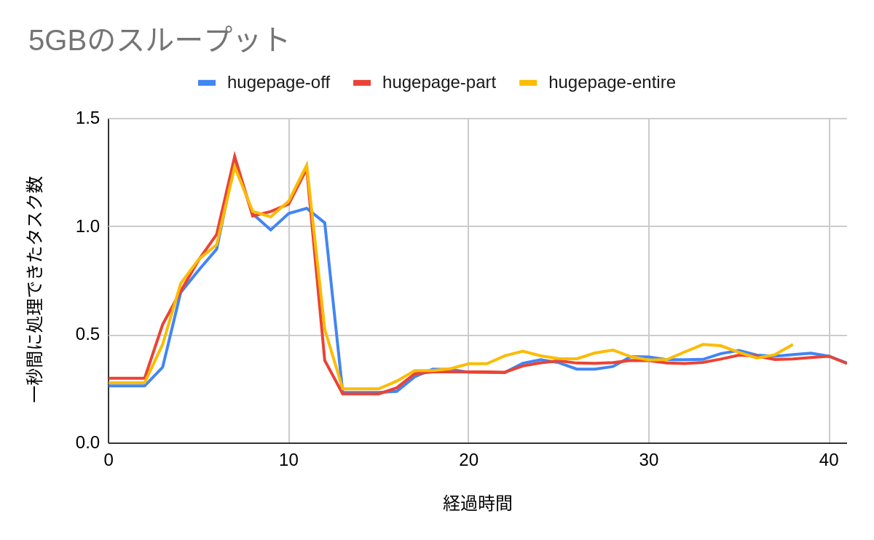 5GBのスループット
hugepage-off hugepage-part hugepage-entire
1.5
1.0
0.5
0.0
一秒間に処理できたタスク数
0 10 20 30 40
経過時間